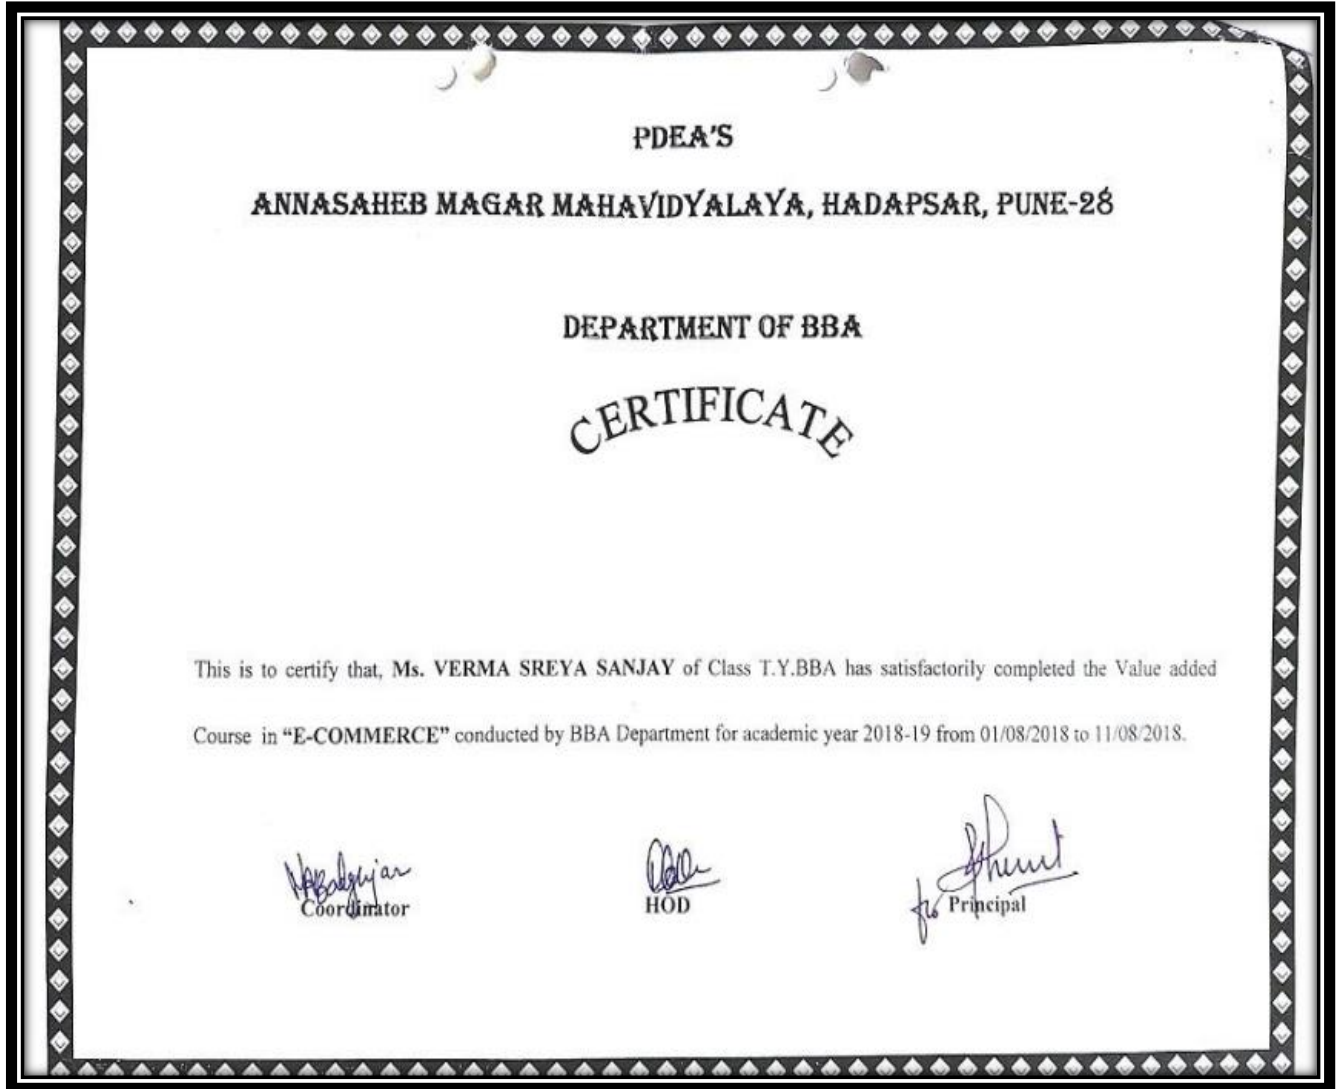 PDEA'S
ANNASAHEB MAGAR MAHAVIDYALAYA, HADAPSAR, PUNE-28
DEPARTMENT OF BBA
CERTIFICATE
This is to certify that, Ms. VERMA SREYA SANJAY of Class T.Y.BBA has satisfactorily completed the Value added
Course in “E-COMMERCE” conducted by BBA Department for academic year 2018-19 from 01/08/2018 to 11/08/2018.
Coordinator HOD for Principal